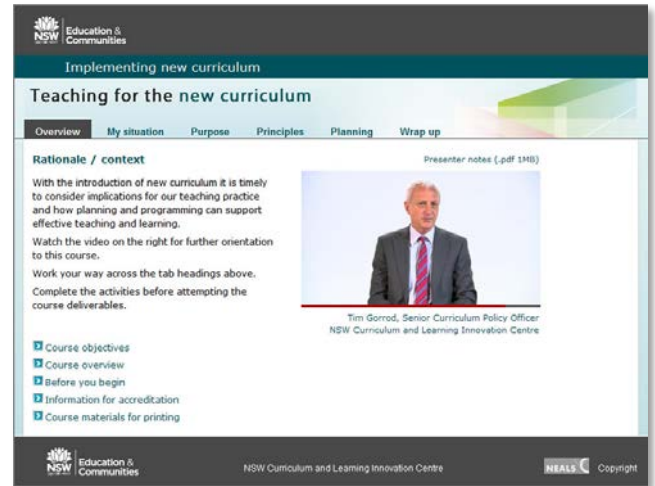 NSW Education &
Communities
Implementing new curriculum
Teaching for the new curriculum
Overview My situation Purpose Principles Planning Wrap up
Rationale / context
Presenter notes (.pdf 1MB)
With the introduction of new curriculum it is timely
to consider implications for our teaching practice
and how planning and programming can support
effective teaching and learning.
Watch the video on the right for further orientation
to this course.
Work your way across the tab headings above.
Complete the activities before attempting the
course deliverables.
Tim Gorrod, Senior Curriculum Policy Officer
NSW Curriculum and Learning Innovation Centre
Course objectives
Course overview
Before you begin
Information for accreditation
Course materials for printing
NSW Education &
Communities
NSW Curriculum and Learning Innovation Centre
NEALS Copyright